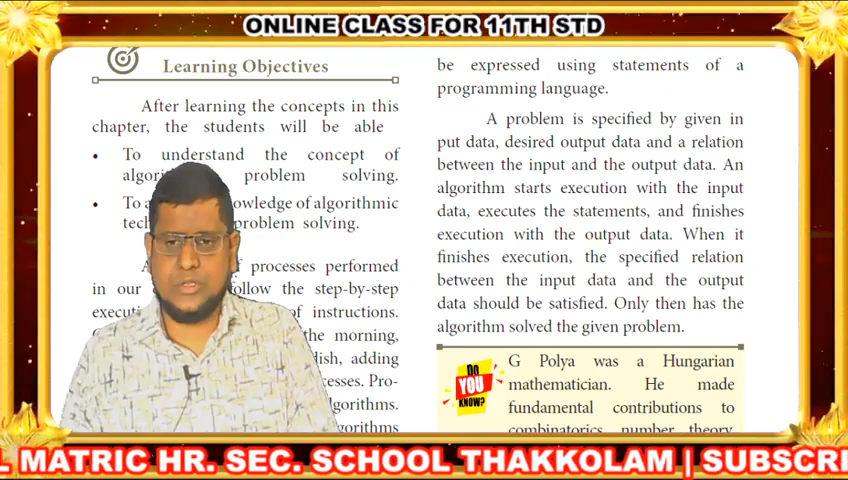 ONLINE CLASS FOR 11TH STD
Learning Objectives
After learning the concepts in this
chapter, the students will be able
• To understand the concept of
problem solving.
• To knowledge of algorithmic
problem solving.
processes performed
in our follow the step-by-step
of instructions.
the morning,
adding
Pro-
algorithms
be expressed using statements of a
programming language.
A problem is specified by given in
put data, desired output data and a relation
between the input and the output data. An
algorithm starts execution with the input
data, executes the statements, and finishes
execution with the output data. When it
finishes execution, the specified relation
between the input data and the output
data should be satisfied. Only then has the
algorithm solved the given problem.
DO
YOU
KNOW?
G Polya was a Hungarian
mathematician. He made
fundamental contributions to
combinatorics, number theory,
L MATRIC HR. SEC. SCHOOL THAKKOLAM | SUBSCRI